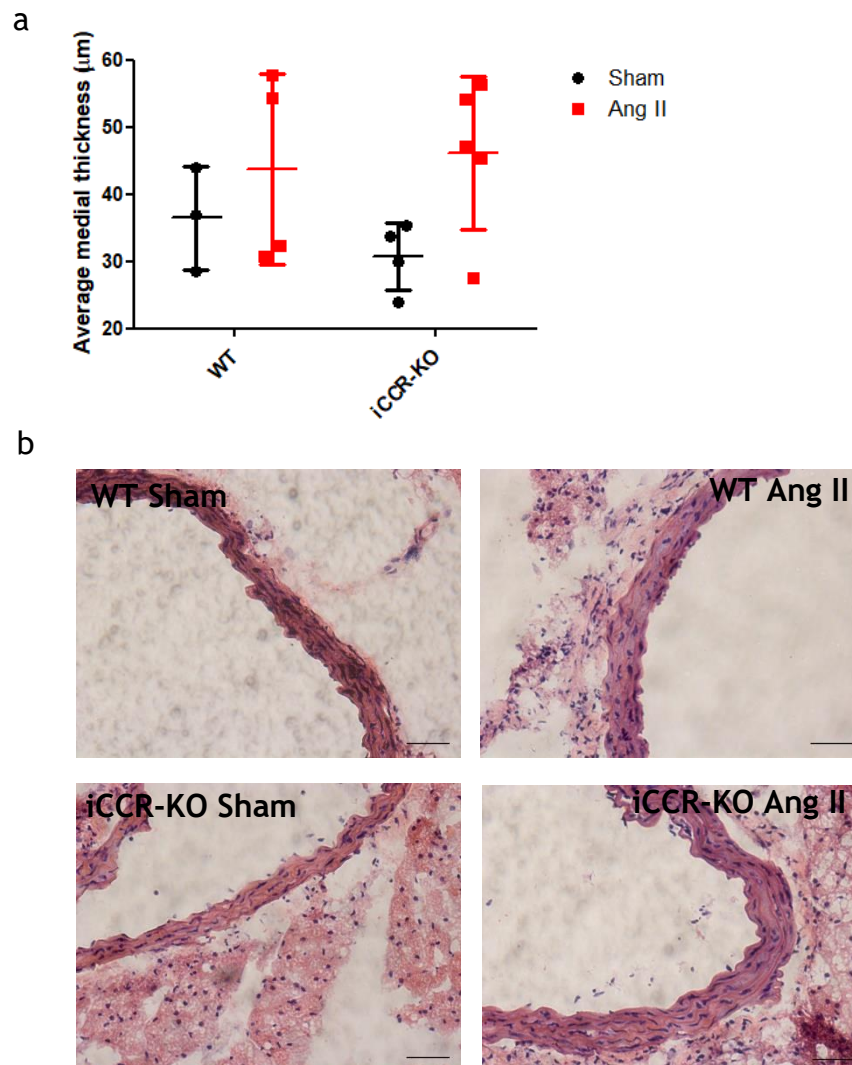 a
Average medial thickness (μm)
60
50
40
30
20
WT
iCCR-KO
Sham
Ang II
b
WT Sham
WT Ang II
iCCR-KO Sham
iCCR-KO Ang II